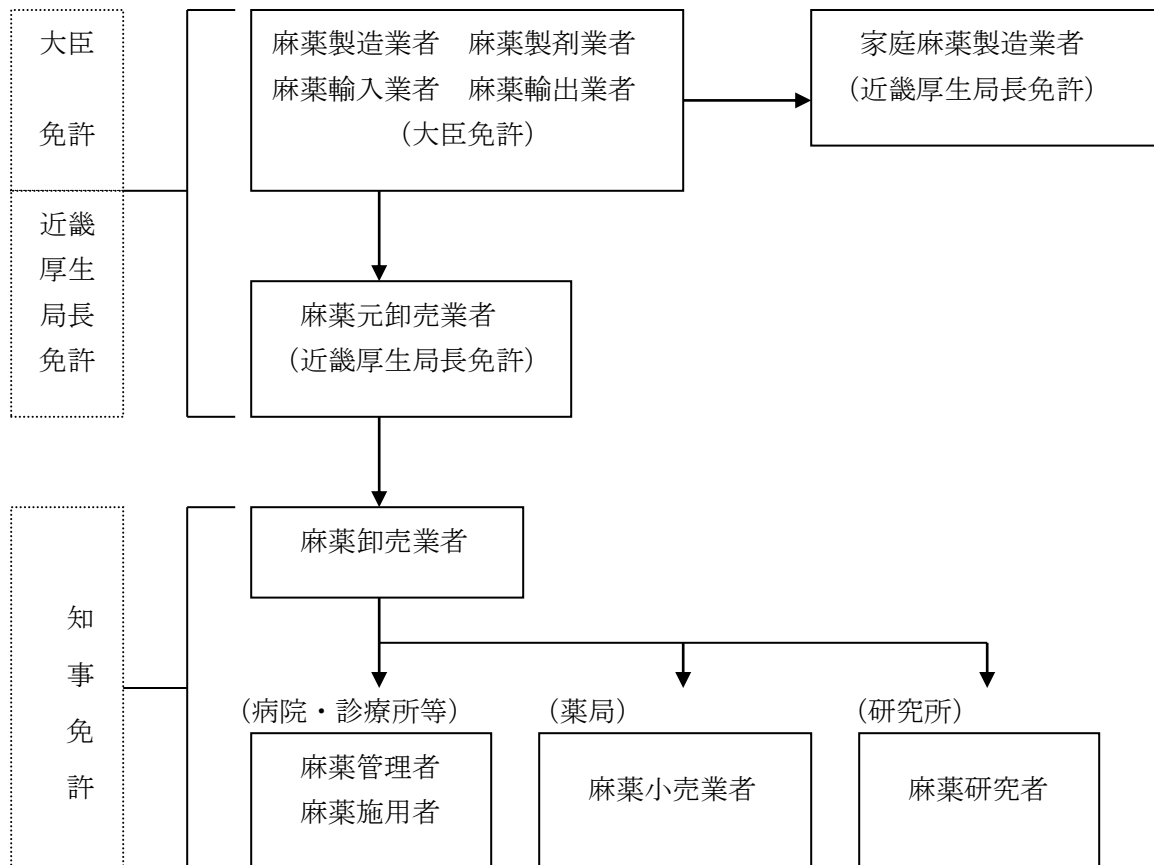 大臣
免許
近畿
厚生
局長
免許
麻薬製造業者　麻薬製剤業者
麻薬輸入業者　麻薬輸出業者
（大臣免許）
家庭麻薬製造業者
（近畿厚生局長免許）
麻薬元卸売業者
（近畿厚生局長免許）
知
事
免
許
麻薬卸売業者
（病院・診療所等）
麻薬管理者
麻薬施用者
（薬局）
麻薬小売業者
（研究所）
麻薬研究者